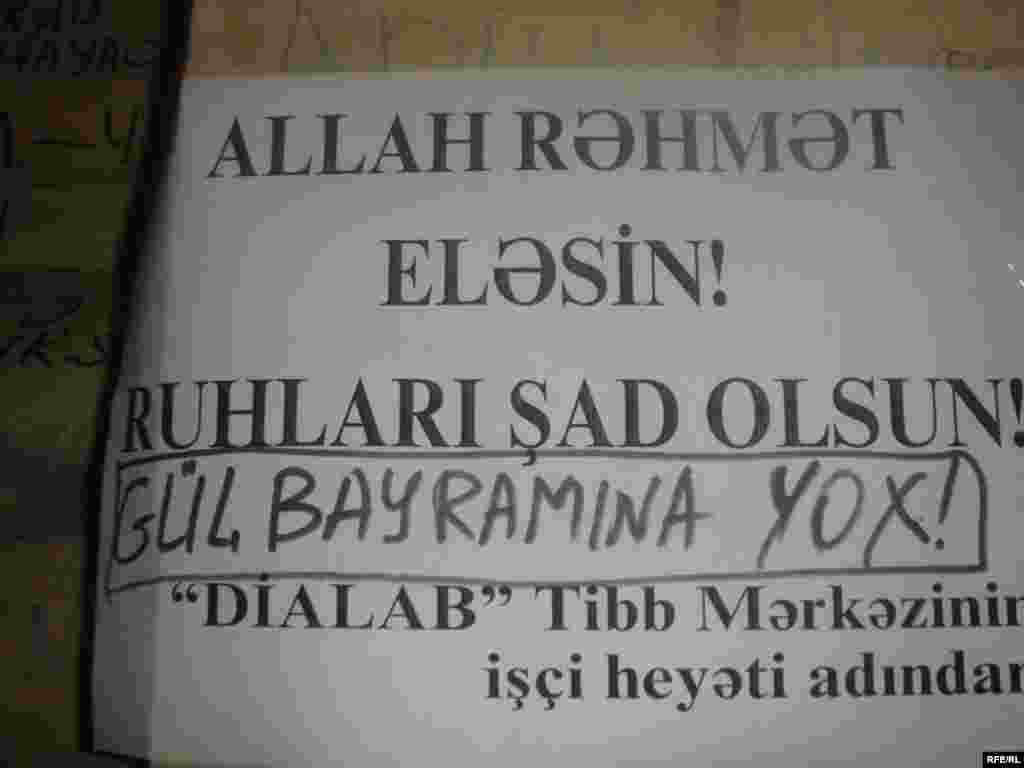 ALLAH RƏHMƏT
ELƏSİN!
RUHLARI ŞAD OLSUN!
GÜL BAYRAMINA YOX!
“DİALAB” Tibb Mərkəzinin
işçi heyəti adından
RFE/RL